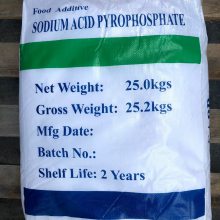 Food Additive
SODIUM ACID PYROPHOSPHATE
Net Weight: 25.0kgs
Gross Weight: 25.2kgs
Mfg Date:
Batch No.:
Shelf Life: 2 Years